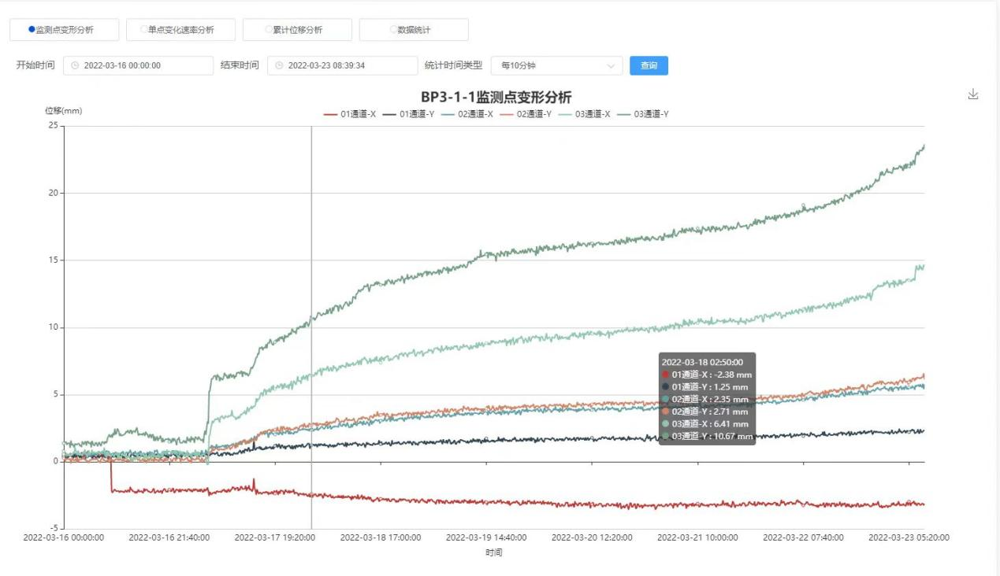 监测点变形分析 单点变化速率分析 累计位移分析 数据统计
开始时间 2022-03-16 00:00:00 结束时间 2022-03-23 08:39:34 统计时间类型 每10分钟 查询
BP3-1-1监测点变形分析
位移(mm)
01通道-X 01通道-Y 02通道-X 02通道-Y 03通道-X 03通道-Y
25
20
15
10
5
0
-5
2022-03-18 02:50:00
01通道-X : -2.38 mm
01通道-Y : 1.25 mm
02通道-X : 2.35 mm
02通道-Y : 2.71 mm
03通道-X : 6.41 mm
03通道-Y : 10.67 mm
2022-03-16 00:00:00 2022-03-16 21:40:00 2022-03-17 19:20:00 2022-03-18 17:00:00 2022-03-19 14:40:00 2022-03-20 12:20:00 2022-03-21 10:00:00 2022-03-22 07:40:00 2022-03-23 05:20:00
时间